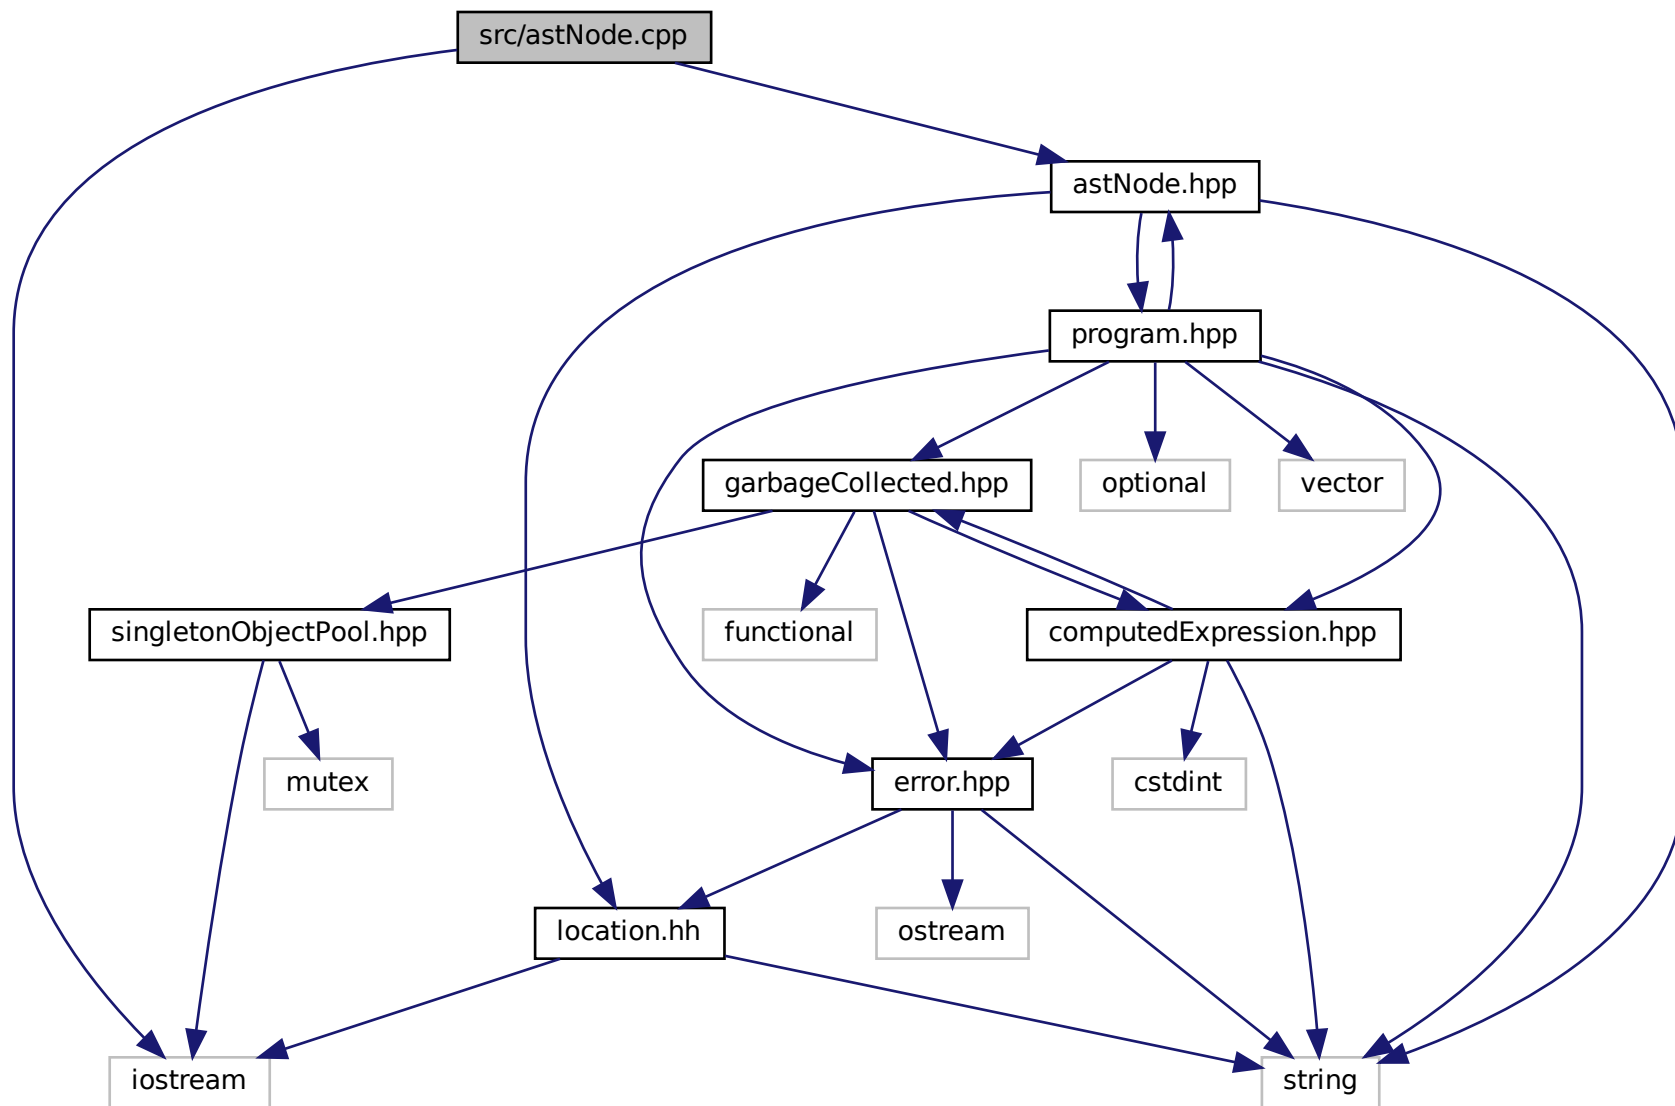 src/astNode.cpp
astNode.hpp
program.hpp
garbageCollected.hpp
optional
vector
singletonObjectPool.hpp
functional
computedExpression.hpp
mutex
error.hpp
cstdint
location.hh
ostream
iostream
string